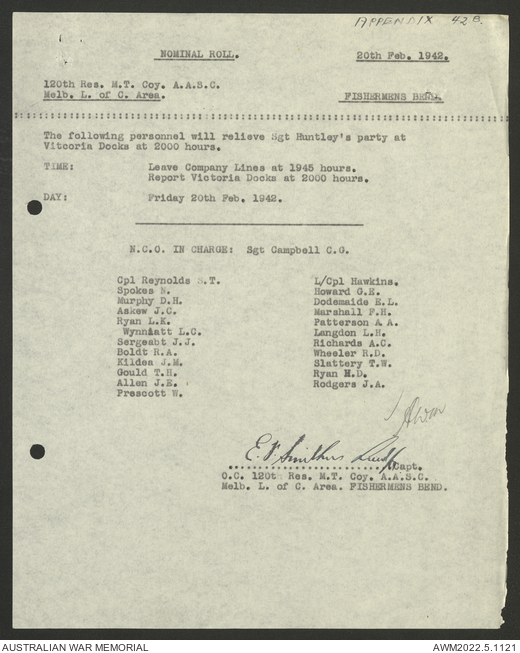 APPENDIX 42B.
NOMINAL ROLL.
20th Feb. 1942.
120th Res. M.T. Coy. A.A.S.C.
Melb. L. of C. Area.
FISHERMENS BEND.
The following personnel will relieve Sgt Huntley's party at
Vitcoria Docks at 2000 hours.
TIME: Leave Company Lines at 1945 hours.
Report Victoria Docks at 2000 hours.
DAY: Friday 20th Feb. 1942.
N.C.O. IN CHARGE: Sgt Campbell C.G.
Cpl Reynolds S.T.
Spokes N.
Murphy D.H.
Askew J.C.
Ryan L.K.
Wynniatt L.C.
Sergeabt J.J.
Boldt R.A.
Kildea J.M.
Gould T.H.
Allen J.E.
Prescott W.
L/Cpl Hawkins.
Howard G.E.
Dodemaide E.L.
Marshall F.H.
Patterson A.A.
Langdon L.H.
Richards A.C.
Wheeler R.D.
Slattery T.W.
Ryan M.D.
Rodgers J.A.
Capt.
O.C. 120th Res. M.T. Coy. A.A.S.C.
Melb. L. of C. Area. FISHERMENS BEND.
AUSTRALIAN WAR MEMORIAL
AWM2022.5.1121